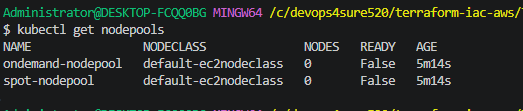 Administrator@DESKTOP-FCQQ0BG MINGW64 /c/devops4sure520/terraform-iac-aws/
$ kubectl get nodepools
NAME NODECLASS NODES READY AGE
ondemand-nodepool default-ec2nodeclass 0 False 5m14s
spot-nodepool default-ec2nodeclass 0 False 5m14s